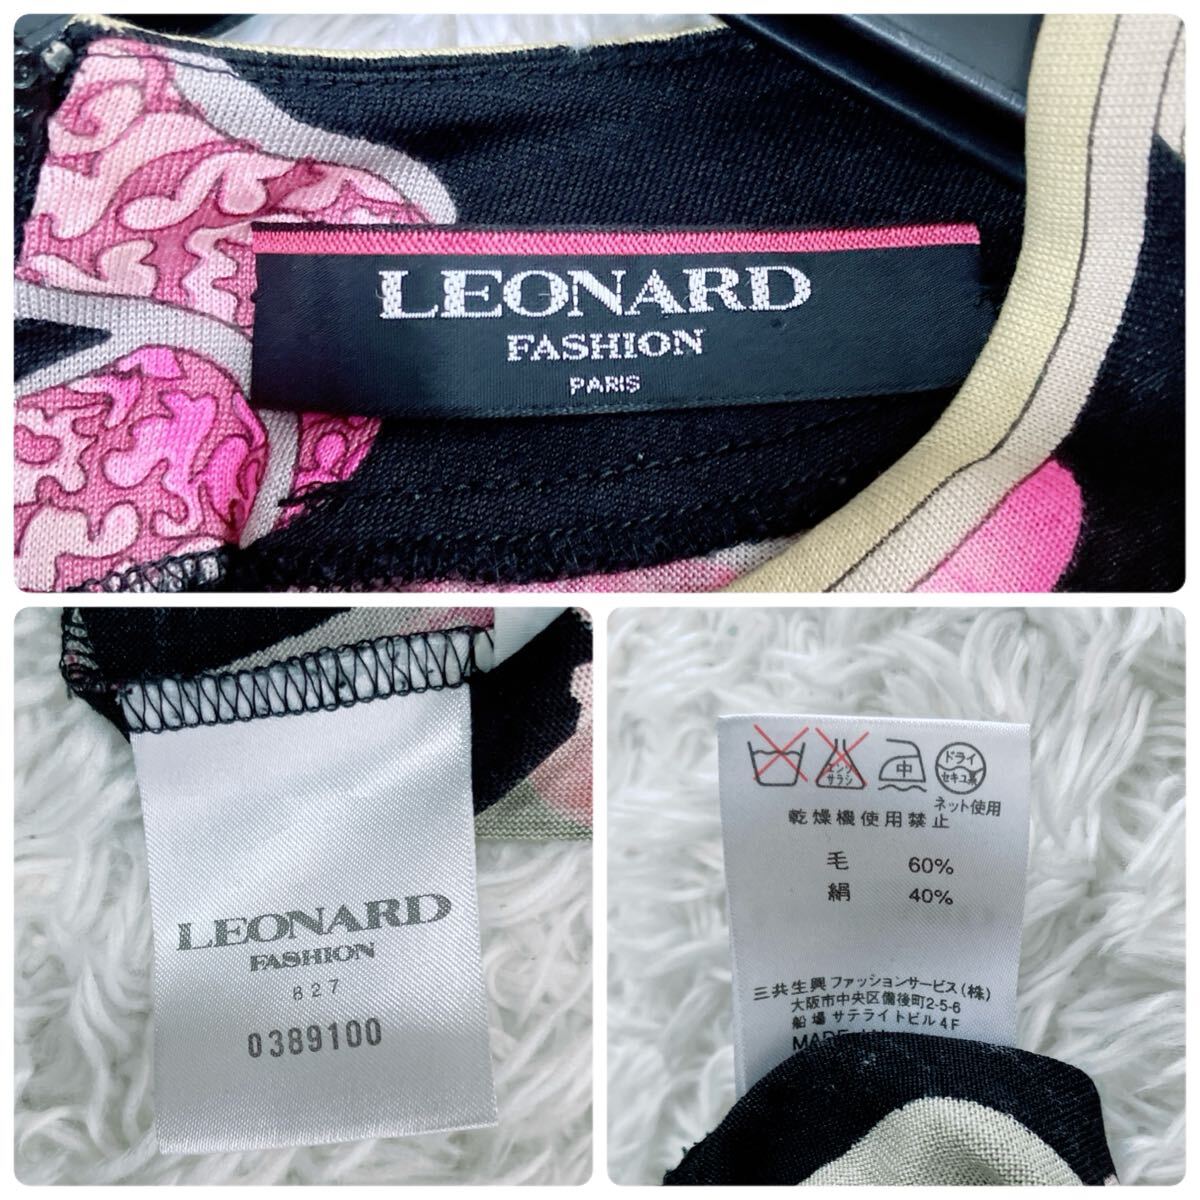 LEONARD
FASHION
PARIS
LEONARD
FASHION
827
0389100
エンソ
サラシ
中
ドライ
セキユ系
ネット使用
乾燥機使用禁止
毛 60%
絹 40%
三共生興ファッションサービス(株)
大阪市中央区備後町2-5-6
船場サテライトビル4F
MADE